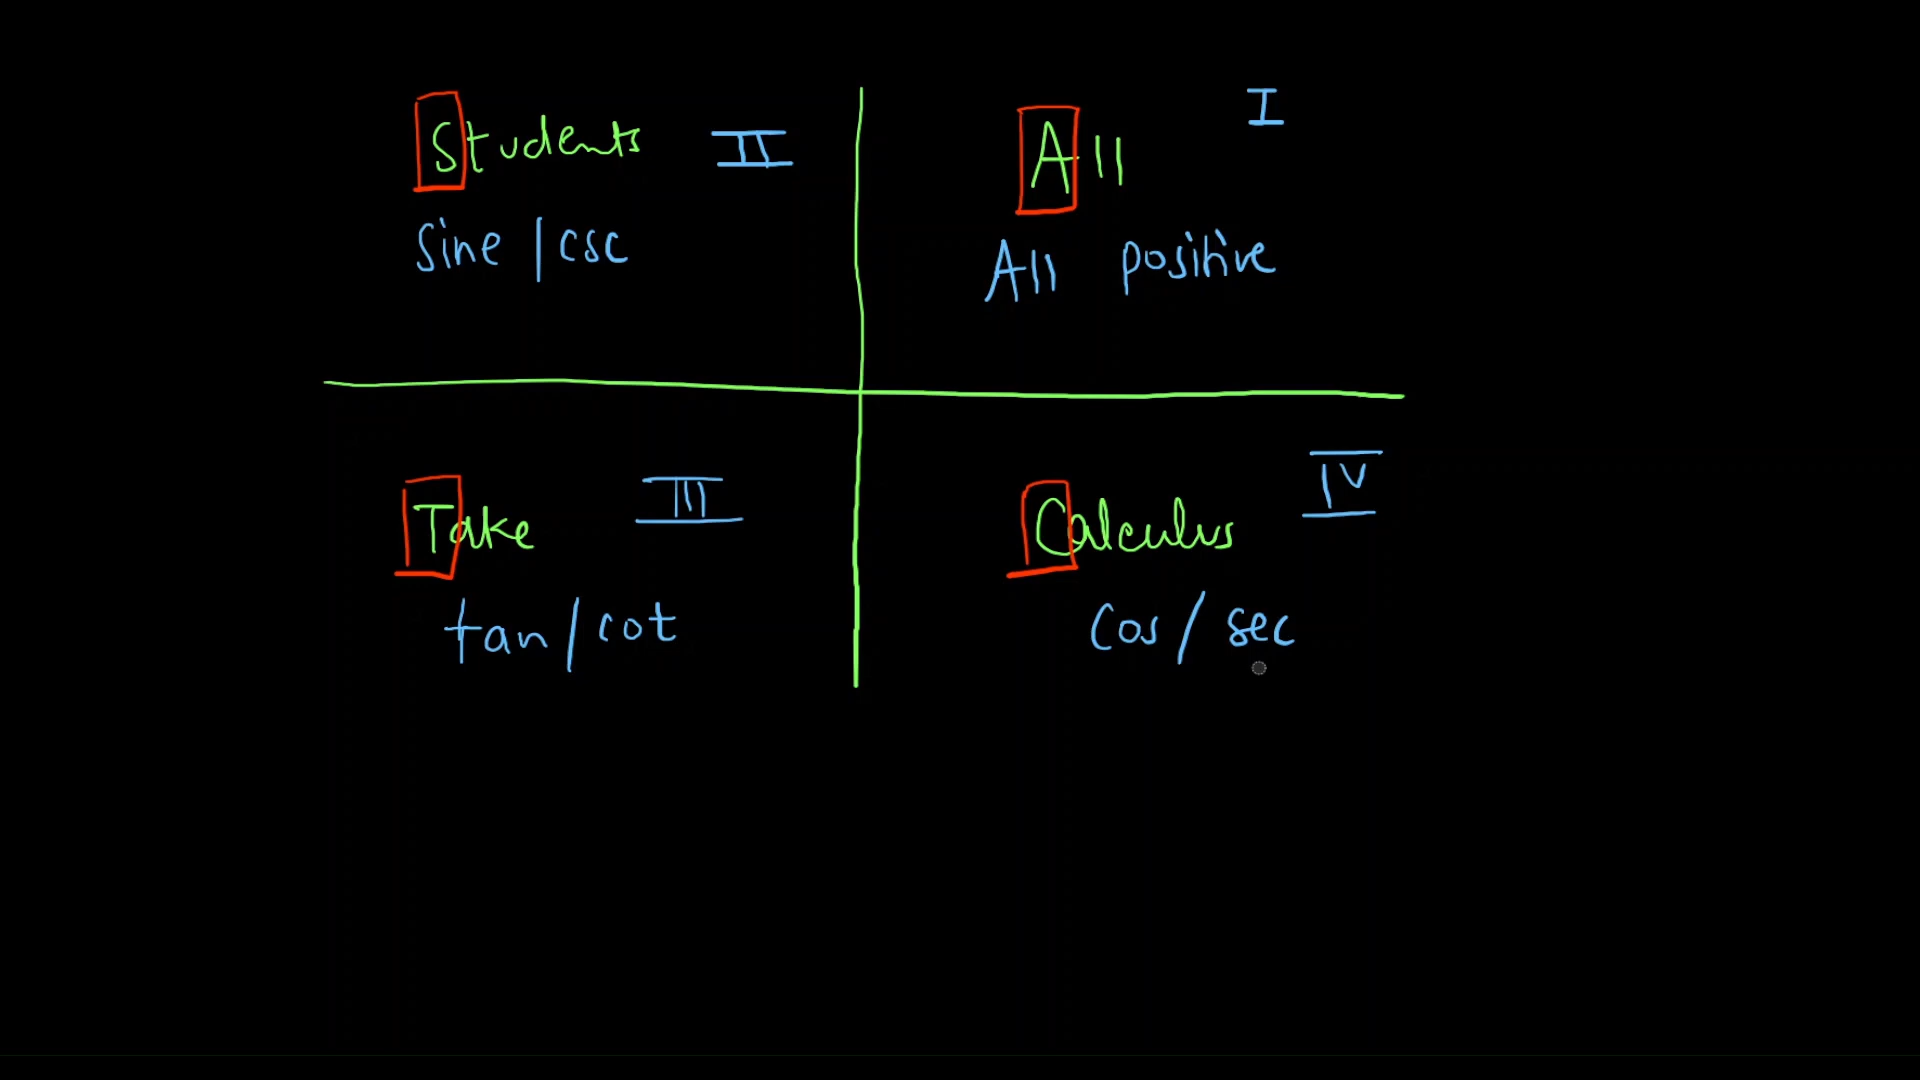 Students II
sine / csc
All I
All positive
Take III
tan / cot
Calculus IV
Cos / sec